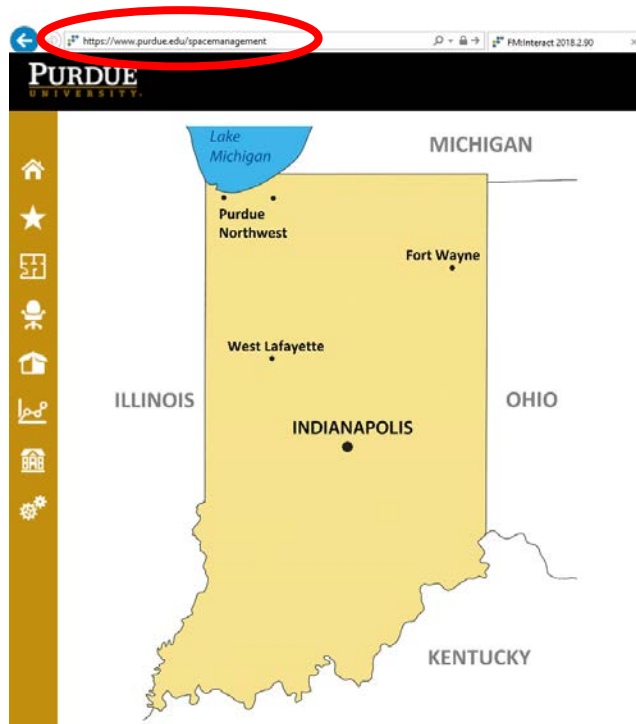 https://www.purdue.edu/spacemanagement
FM:Interact 2018.2.90
PURDUE
UNIVERSITY.
Lake
Michigan
MICHIGAN
Purdue
Northwest
Fort Wayne
West Lafayette
ILLINOIS
OHIO
INDIANAPOLIS
KENTUCKY